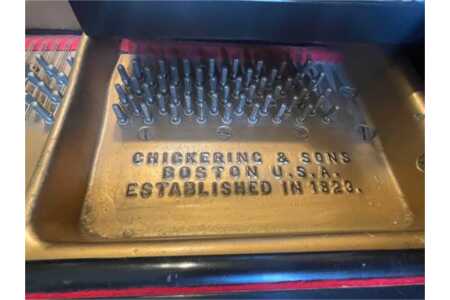 CHICKERING & SONS
BOSTON U.S.A.
ESTABLISHED IN 1823.